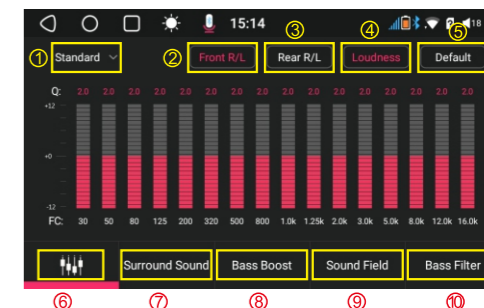 15:14 18
③ ④ ⑤
① Standard ② Front R/L Rear R/L Loudness Default
Q: 2.0 2.0 2.0 2.0 2.0 2.0 2.0 2.0 2.0 2.0 2.0 2.0 2.0 2.0 2.0 2.0
+12
+0
-12
FC: 30 50 80 125 200 320 500 800 1.0k 1.25k 2.0k 3.0k 5.0k 8.0k 12.0k 16.0k
Surround Sound Bass Boost Sound Field Bass Filter
⑥ ⑦ ⑧ ⑨ ⑩